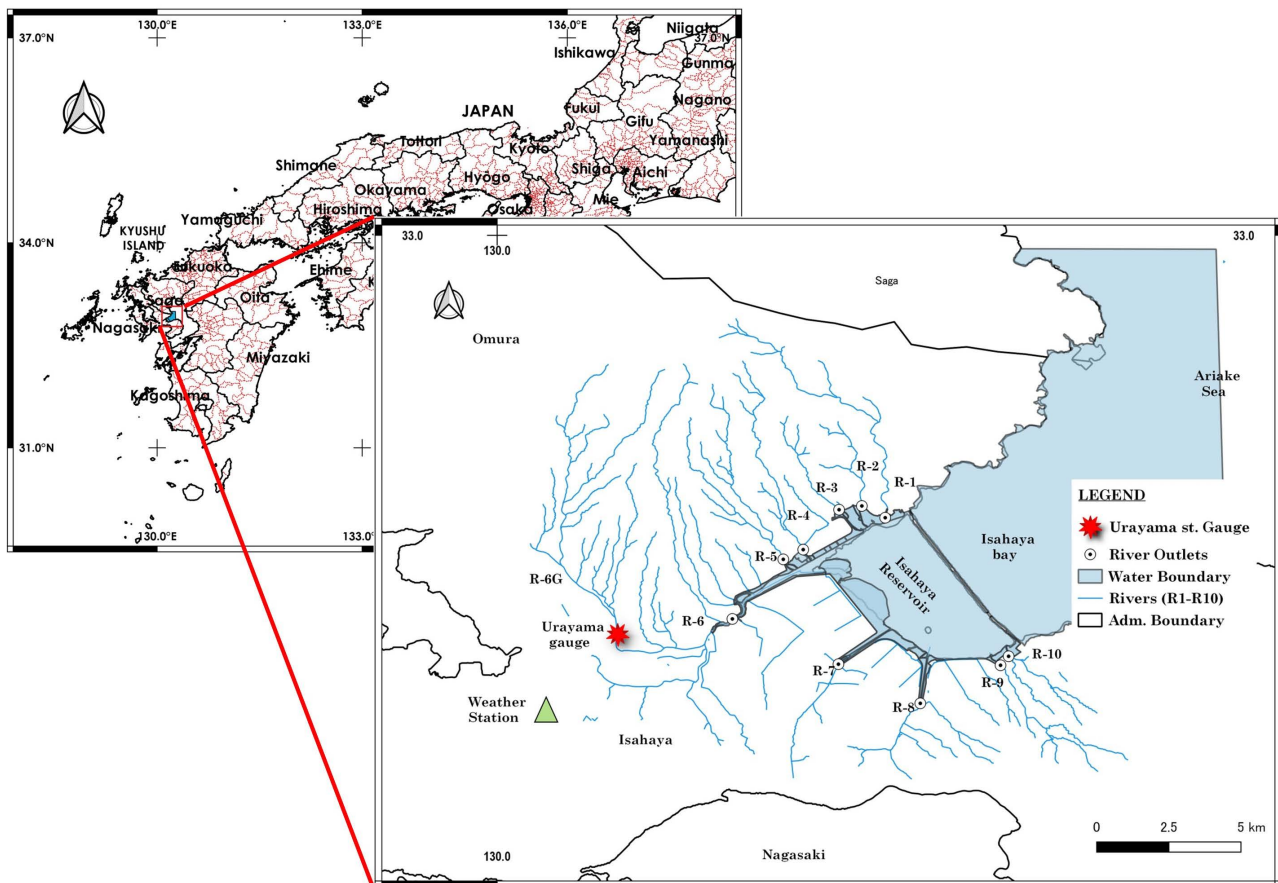 130.0°E
133.0°E
136.0°E
37.0°N
37.0°N
Niigata
Ishikawa
Gunma
Nagano
JAPAN
Fukui
Gifu
Tottori
Kyoto
Yamanashi
Shimane
Shiga
Aichi
Hyōgo
Okayama
Mie
Hiroshima
Osaka
Yamaguchi
KYUSHU
ISLAND
34.0°N
Fukuoka
Ehime
K
Saga
Oita
Nagasaki
Miyazaki
Kagoshima
31.0°N
130.0°E
133.0
33.0
130.0
33.0
Saga
Omura
Ariake
Sea
R-2
R-1
R-3
R-4
R-5
R-6G
R-6
Isahaya
bay
Isahaya
Reservoir
Urayama
gauge
R-7
R-8
R-9
R-10
Weather
Station
Isahaya
Nagasaki
130.0
LEGEND
Urayama st. Gauge
River Outlets
Water Boundary
Rivers (R1-R10)
Adm. Boundary
0 2.5 5 km